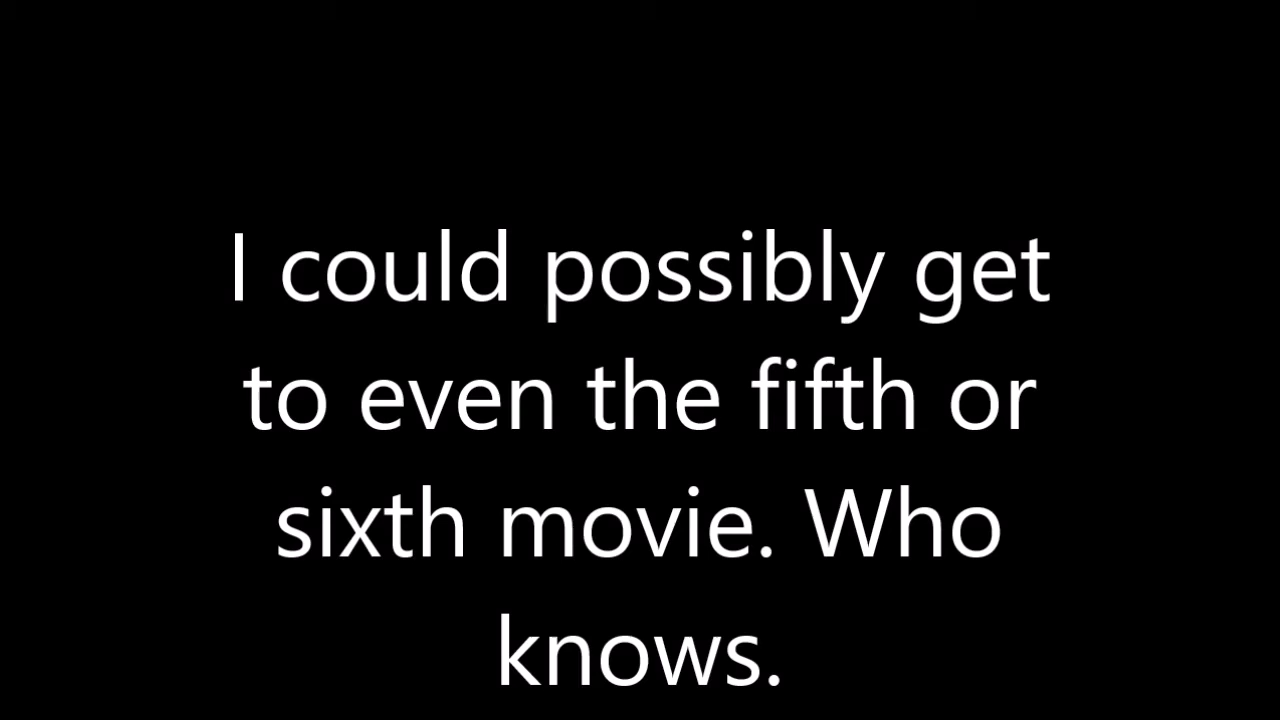 I could possibly get
to even the fifth or
sixth movie. Who
knows.